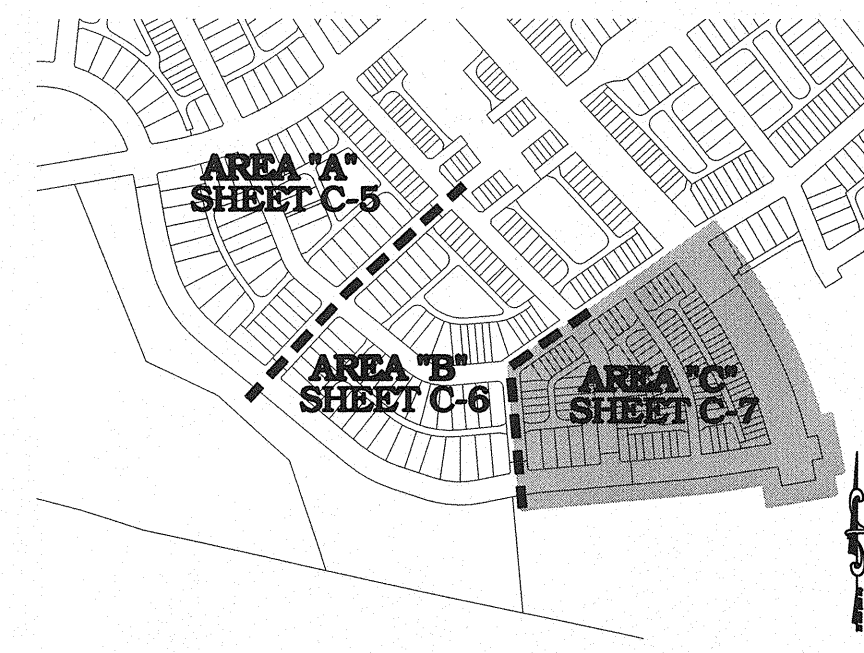 AREA "A"
SHEET C-5
AREA "B"
SHEET C-6
AREA "C"
SHEET C-7